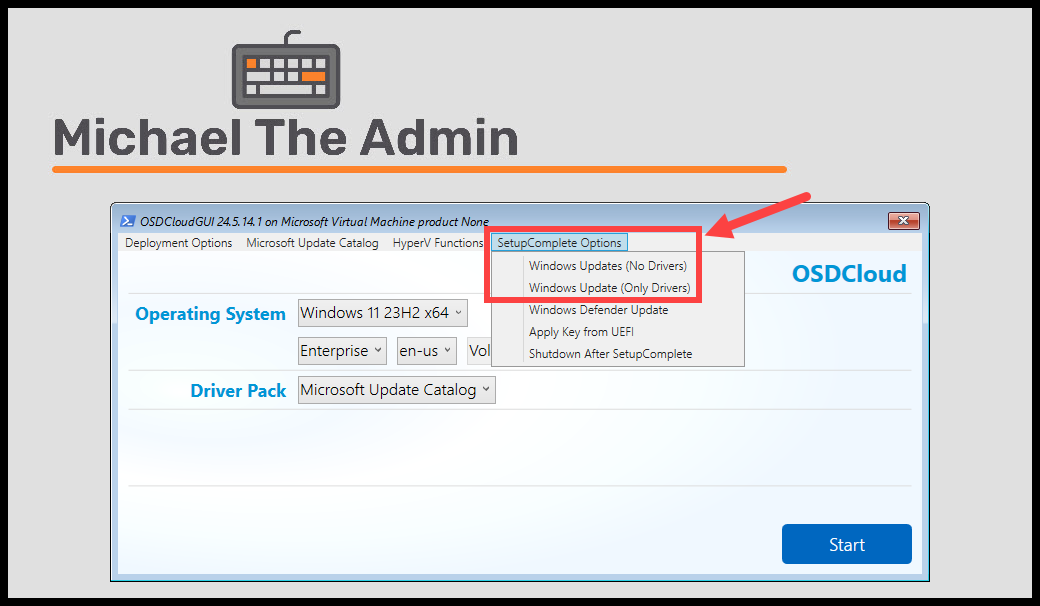 Michael The Admin
OSDCloudGUI 24.5.14.1 on Microsoft Virtual Machine product None
Deployment Options Microsoft Update Catalog HyperV Functions SetupComplete Options
Windows Updates (No Drivers)
Windows Update (Only Drivers)
Windows Defender Update
Apply Key from UEFI
Shutdown After SetupComplete
OSDCloud
Operating System Windows 11 23H2 x64
Enterprise en-us Vol
Driver Pack Microsoft Update Catalog
Start